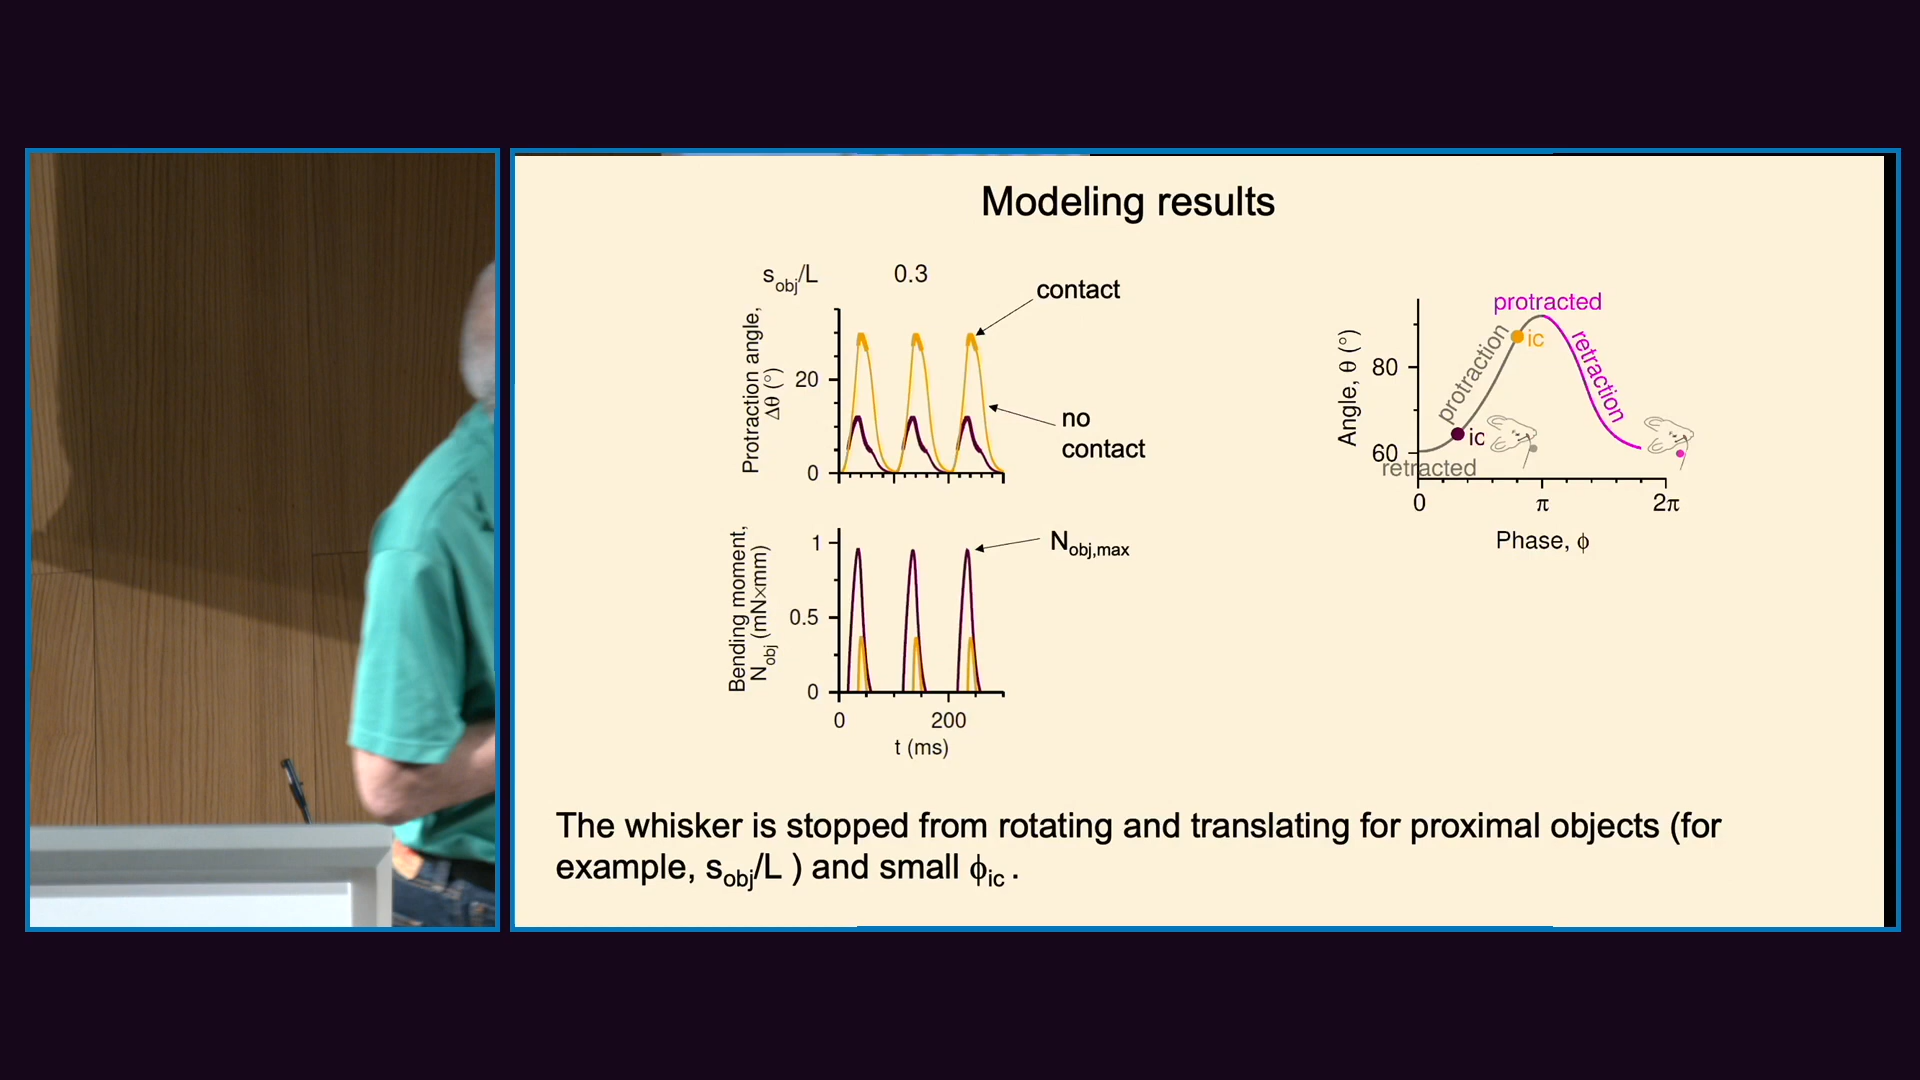 Modeling results
s_obj/L 0.3
contact
no
contact
Protraction angle,
Δθ (°)
20
0
N_obj,max
Bending moment,
N_obj (mN×mm)
1
0.5
0
0 200
t (ms)
protracted
protraction
retraction
ic
ic
retracted
Angle, θ (°)
80
60
0 π 2π
Phase, ϕ
The whisker is stopped from rotating and translating for proximal objects (for
example, s_obj/L ) and small ϕ_ic .